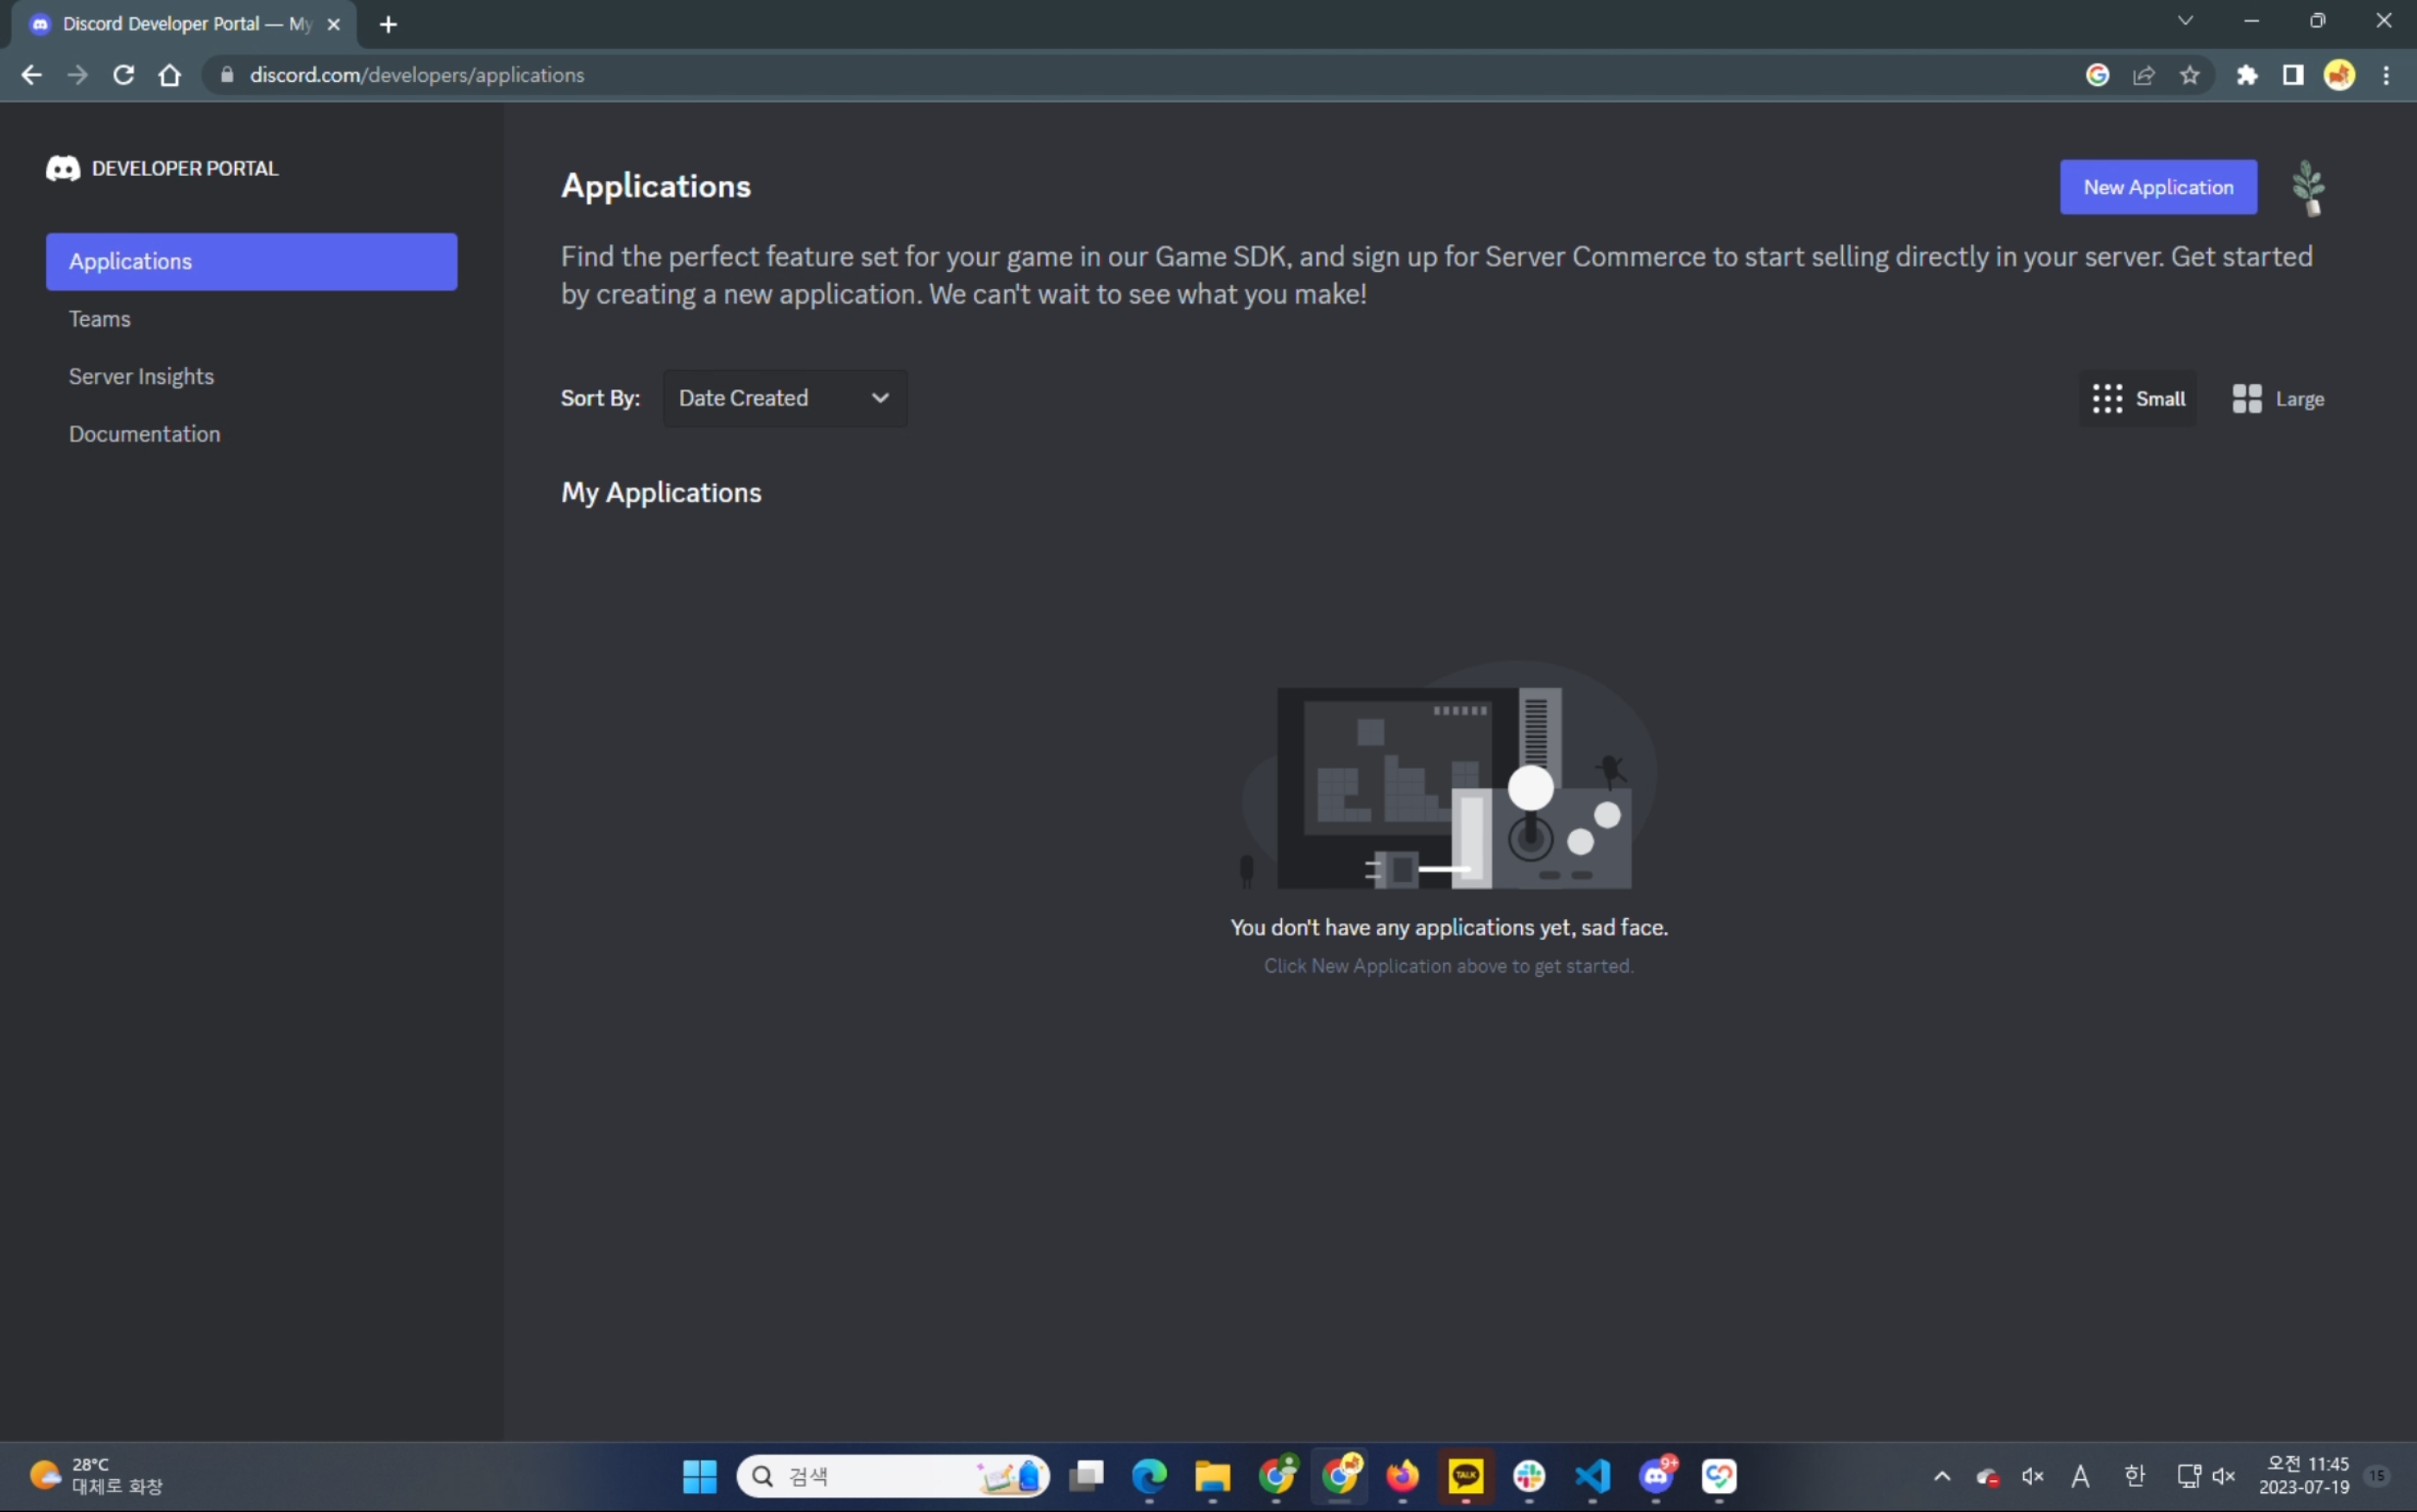 Discord Developer Portal — My
discord.com/developers/applications
DEVELOPER PORTAL
Applications
Teams
Server Insights
Documentation
Applications
New Application
Find the perfect feature set for your game in our Game SDK, and sign up for Server Commerce to start selling directly in your server. Get started
by creating a new application. We can't wait to see what you make!
Sort By:
Date Created
Small
Large
My Applications
You don't have any applications yet, sad face.
Click New Application above to get started.
28°C
대체로 화창
검색
TALK
9+
A
한
오전 11:45
2023-07-19
15